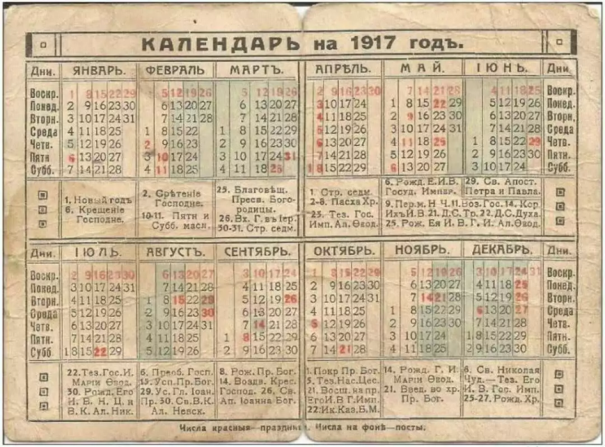 КАЛЕНДАРЬ на 1917 годъ.
Дни. ЯНВАРЬ. ФЕВРАЛЬ МАРТЪ. АПРѢЛЬ. МАЙ. ІЮНЬ. Дни.
Воскр. 1 8 15 22 29 5 12 19 26 5 12 19 26 2 9 16 23 30 7 14 21 28 4 11 18 25 Воскр.
Понед. 2 9 16 23 30 6 13 20 27 6 13 20 27 3 10 17 24 1 8 15 22 29 5 12 19 26 Понед.
Вторн. 3 10 17 24 31 7 14 21 28 7 14 21 28 4 11 18 25 2 9 16 23 30 6 13 20 27 Вторн.
Среда 4 11 18 25 1 8 15 22 1 8 15 22 29 5 12 19 26 3 10 17 24 31 7 14 21 28 Среда
Четв. 5 12 19 26 2 9 16 23 2 9 16 23 30 6 13 20 27 4 11 18 25 1 8 15 22 29 Четв.
Пятн 6 13 20 27 3 10 17 24 3 10 17 24 31 7 14 21 28 5 12 19 26 2 9 16 23 30 Пятн
Субб. 7 14 21 28 4 11 18 25 4 11 18 25 1 8 15 22 29 6 13 20 27 3 10 17 24 Субб.
1. Новый годъ
6. Крещеніе
Господне.
2. Срѣтеніе
Господне.
10-11. Пятн и
Субб. масл.
25. Благовѣщ.
Пресв. Богородицы.
26. Вх. Г. въ Іер.
30-31. Стр. седм.
1. Стр. седм.
2-8. Пасха Хр.
23. Тез. Гос.
Имп. Ал. Ѳеод.
6. Рожд. Е.И.В.
Госуд. Импер.
9. Пер. м. Н Ч. 11. Воз. Гос. 14. Кор
ИхъИ В. 21. Д. С. Тр. 22. Д. С. Духа.
25. Рож. Ея И В. Г. И Ал. Ѳеод.
29. Св. Апост.
Петра и Павла.
Дни. ІЮЛЬ. АВГУСТЪ. СЕНТЯБРЬ. ОКТЯБРЬ. НОЯБРЬ. ДЕКАБРЬ. Дни.
Воскр. 2 9 16 23 30 6 13 20 27 3 10 17 24 1 8 15 22 29 5 12 19 26 3 10 17 24 31 Воскр.
Понед. 3 10 17 24 31 7 14 21 28 4 11 18 25 2 9 16 23 30 6 13 20 27 4 11 18 25 Понед.
Вторн 4 11 18 25 1 8 15 22 29 5 12 19 26 3 10 17 24 31 7 14 21 28 5 12 19 26 Вторн
Среда 5 12 19 26 2 9 16 23 30 6 13 20 27 4 11 18 25 1 8 15 22 29 6 13 20 27 Среда
Четв. 6 13 20 27 3 10 17 24 31 7 14 21 28 5 12 19 26 2 9 16 23 30 7 14 21 28 Четв.
Пятн 7 14 21 28 4 11 18 25 1 8 15 22 29 6 13 20 27 3 10 17 24 1 8 15 22 29 Пятн
Субб 1 8 15 22 29 5 12 19 26 2 9 16 23 30 7 14 21 28 4 11 18 25 2 9 16 23 30 Субб.
22. Тез. Гос. И.
Маріи Ѳеод.
30. Рожд. Его
И В. Н. Ц и
В. К. Ал. Ник.
6. Преоб. Госп.
15. Усп. Пр. Бог.
29. Ус. Гл. Іоан.
Пр. 30. Св. В. К.
Ал. Невск.
8. Рож. Пр. Бог.
14. Воздв. Крес.
Господн. 26. Св.
Ап. Іоанна Бог.
1. Покр Пр. Бог.
5. Тез. Нас. Цес.
21. Восш. на пр.
Его И. В. Г. Имп.
22. Ик. Каз. Б. М.
14. Рожд. Г. И
Маріи Ѳеод.
21. Введ. во хр.
Пр. Бог.
6. Св. Николая
Чуд.—Тез. Его
И В. Гос. Имп.
25-27. Рожд. Хр.
Числа красныя—праздники. Числа на фонѣ—посты.